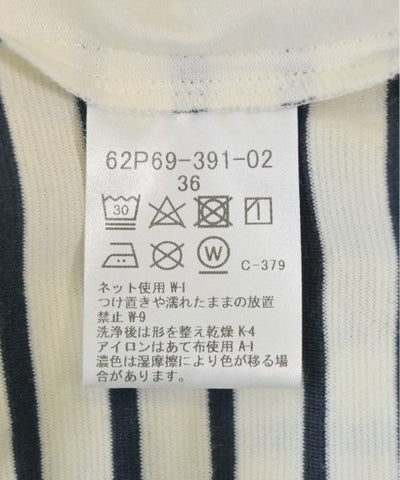 62P69-391-02
36
30
W C-379
ネット使用 W-1
つけ置きや濡れたままの放置
禁止 W-9
洗浄後は形を整え乾燥 K-4
アイロンはあて布使用 A-1
濃色は湿摩擦により色が移る場
合があります。